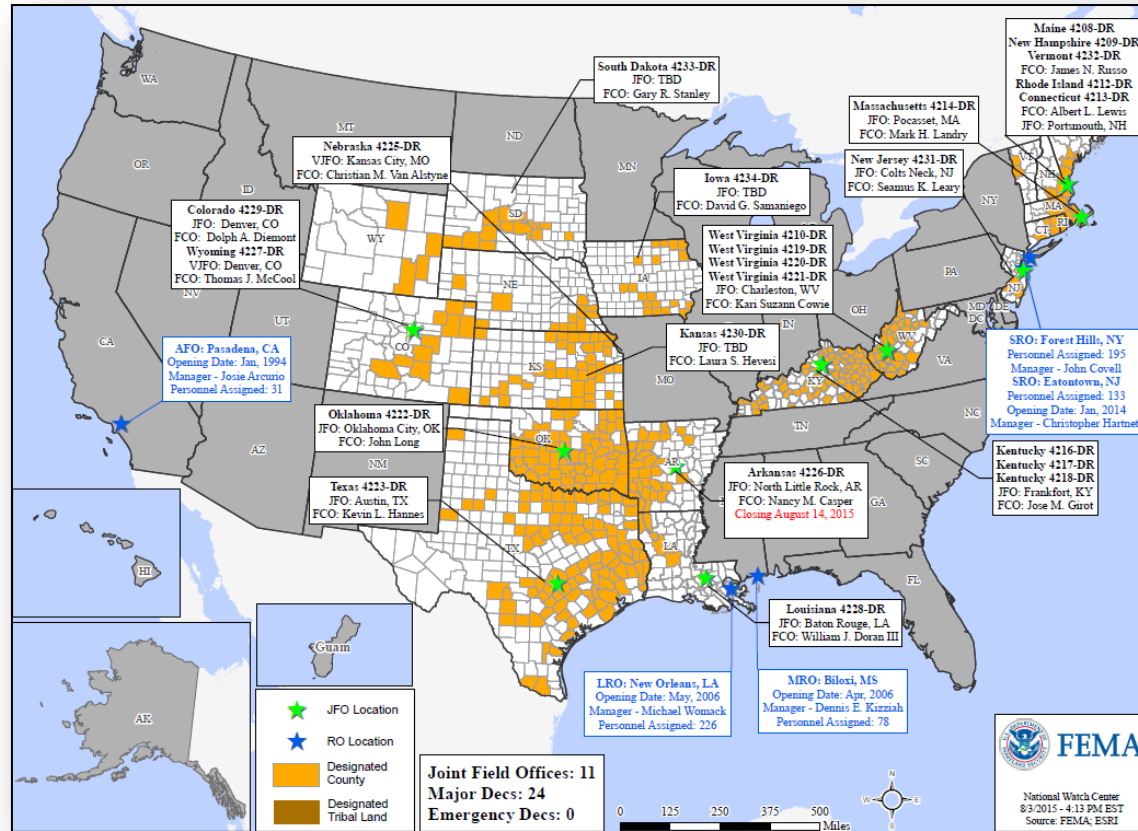 Maine 4208-DR
New Hampshire 4209-DR
Vermont 4232-DR
FCO: James N. Russo
Rhode Island 4212-DR
Connecticut 4213-DR
FCO: Albert L. Lewis
JFO: Portsmouth, NH
South Dakota 4233-DR
JFO: TBD
FCO: Gary R. Stanley
Massachusetts 4214-DR
JFO: Pocasset, MA
FCO: Mark H. Landry
Nebraska 4225-DR
VJFO: Kansas City, MO
FCO: Christian M. Van Alstyne
New Jersey 4231-DR
JFO: Colts Neck, NJ
FCO: Seamus K. Leary
Iowa 4234-DR
JFO: TBD
FCO: David G. Samaniego
Colorado 4229-DR
JFO: Denver, CO
FCO: Dolph A. Diemont
Wyoming 4227-DR
VJFO: Denver, CO
FCO: Thomas J. McCool
West Virginia 4210-DR
West Virginia 4219-DR
West Virginia 4220-DR
West Virginia 4221-DR
JFO: Charleston, WV
FCO: Kari Suzann Cowie
Kansas 4230-DR
JFO: TBD
FCO: Laura S. Hevesi
AFO: Pasadena, CA
Opening Date: Jan, 1994
Manager - Josie Arcurio
Personnel Assigned: 31
SRO: Forest Hills, NY
Personnel Assigned: 195
Manager - John Covell
SRO: Eatontown, NJ
Personnel Assigned: 133
Opening Date: Jan, 2014
Manager - Christopher Hartnet
Oklahoma 4222-DR
JFO: Oklahoma City, OK
FCO: John Long
Kentucky 4216-DR
Kentucky 4217-DR
Kentucky 4218-DR
JFO: Frankfort, KY
FCO: Jose M. Girot
Texas 4223-DR
JFO: Austin, TX
FCO: Kevin L. Hannes
Arkansas 4226-DR
JFO: North Little Rock, AR
FCO: Nancy M. Casper
Closing August 14, 2015
Louisiana 4228-DR
JFO: Baton Rouge, LA
FCO: William J. Doran III
LRO: New Orleans, LA
Opening Date: May, 2006
Manager - Michael Womack
Personnel Assigned: 226
MRO: Biloxi, MS
Opening Date: Apr, 2006
Manager - Dennis E. Kizziah
Personnel Assigned: 78
WA
MT
ND
MN
OR
ID
SD
WY
NE
IA
NV
UT
CO
KS
MO
CA
AZ
NM
OK
AR
TX
LA
IN
OH
KY
WV
VA
PA
NY
VT
NH
MA
CT
RI
NJ
MD
DE
DC
TN
NC
SC
GA
FL
HI
AK
Guam
JFO Location
RO Location
Designated
County
Designated
Tribal Land
Joint Field Offices: 11
Major Decs: 24
Emergency Decs: 0
0 125 250 500
Miles
N
W
E
S
FEMA
National Watch Center
8/3/2015 - 4:13 PM EST
Source: FEMA; ESRI